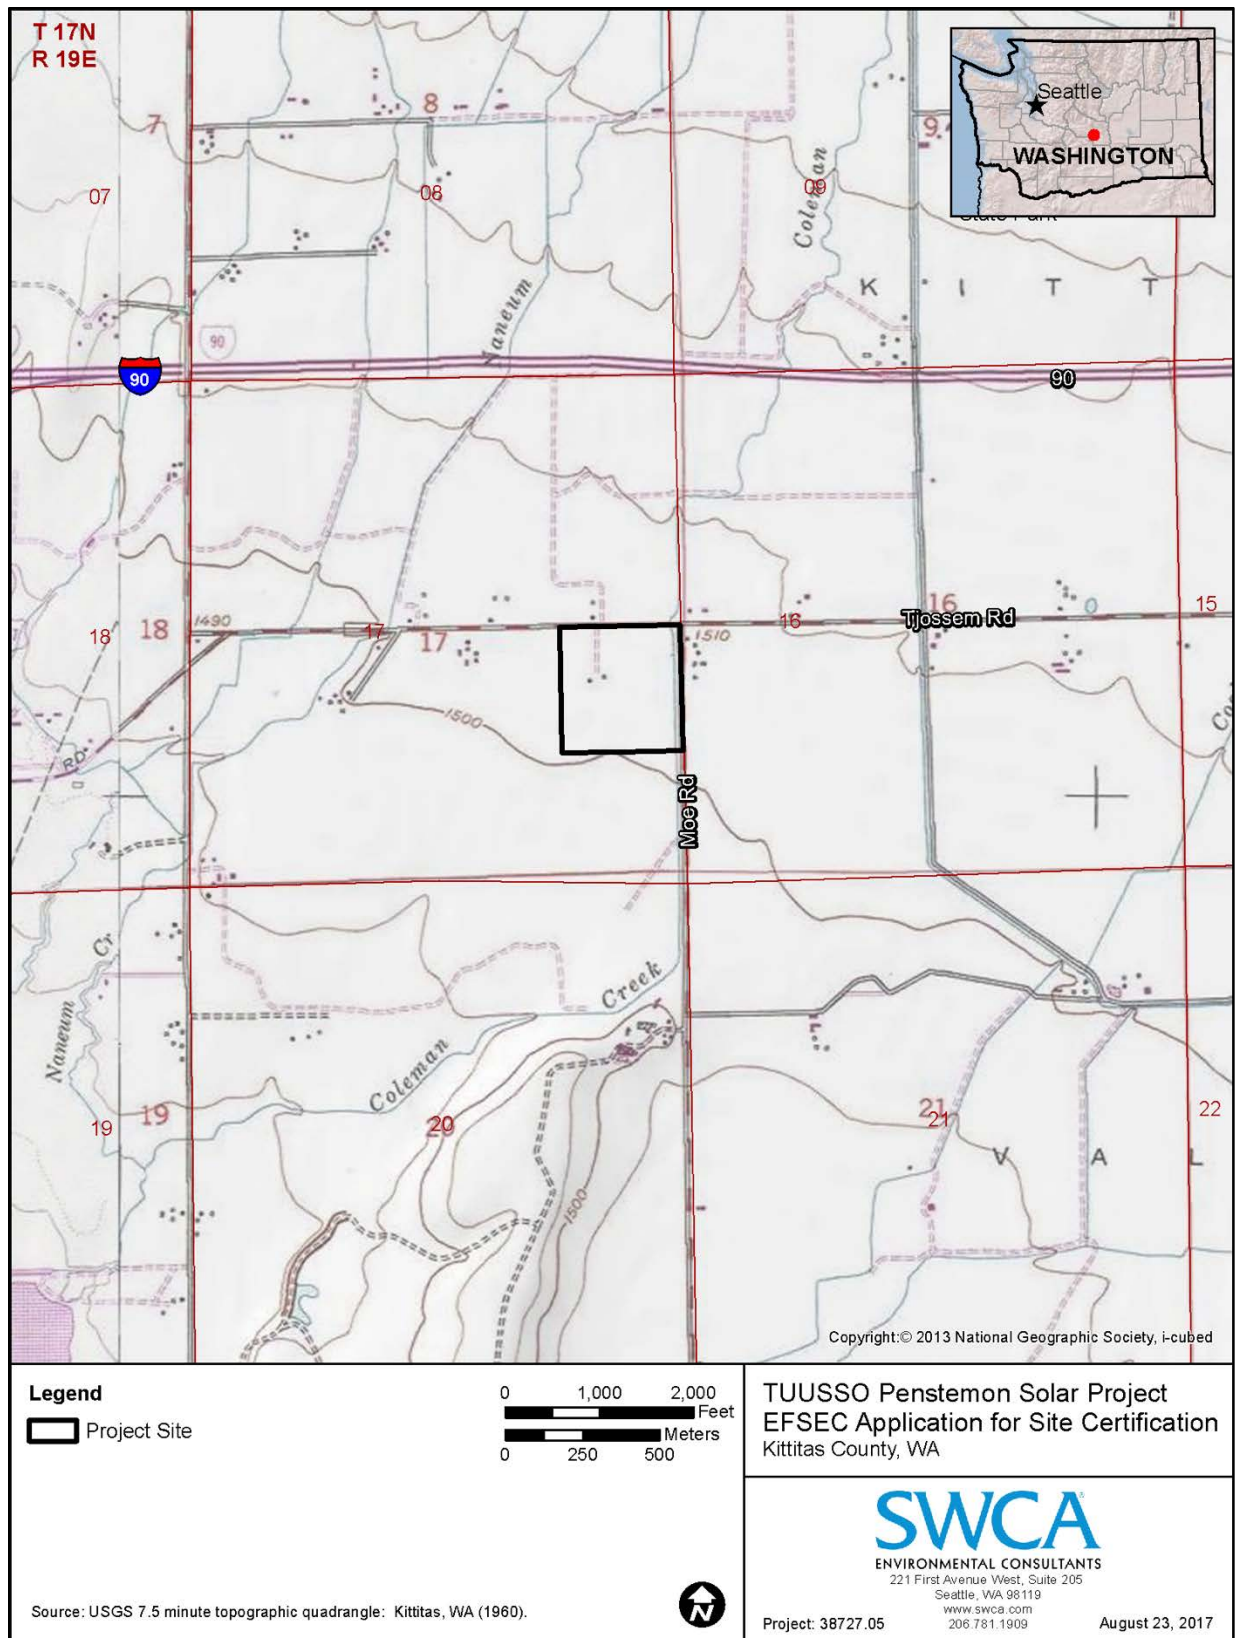 T 17N
R 19E
Seattle
WASHINGTON
7
8
9
07
08
09
Coleman
K I T T
Naneum
90
90
90
18
18
1490
17
17
16
16
Tjossem Rd
15
1510
1500
RD
Moe Rd
Cr
Naneum
Creek
Coleman
19
19
20
20
21
21
22
V A L
1500
Copyright:© 2013 National Geographic Society, i-cubed
Legend
Project Site
0 1,000 2,000
Feet
Meters
0 250 500
TUUSSO Penstemon Solar Project
EFSEC Application for Site Certification
Kittitas County, WA
SWCA
ENVIRONMENTAL CONSULTANTS
221 First Avenue West, Suite 205
Seattle, WA 98119
www.swca.com
206.781.1909
Source: USGS 7.5 minute topographic quadrangle: Kittitas, WA (1960).
N
Project: 38727.05
August 23, 2017